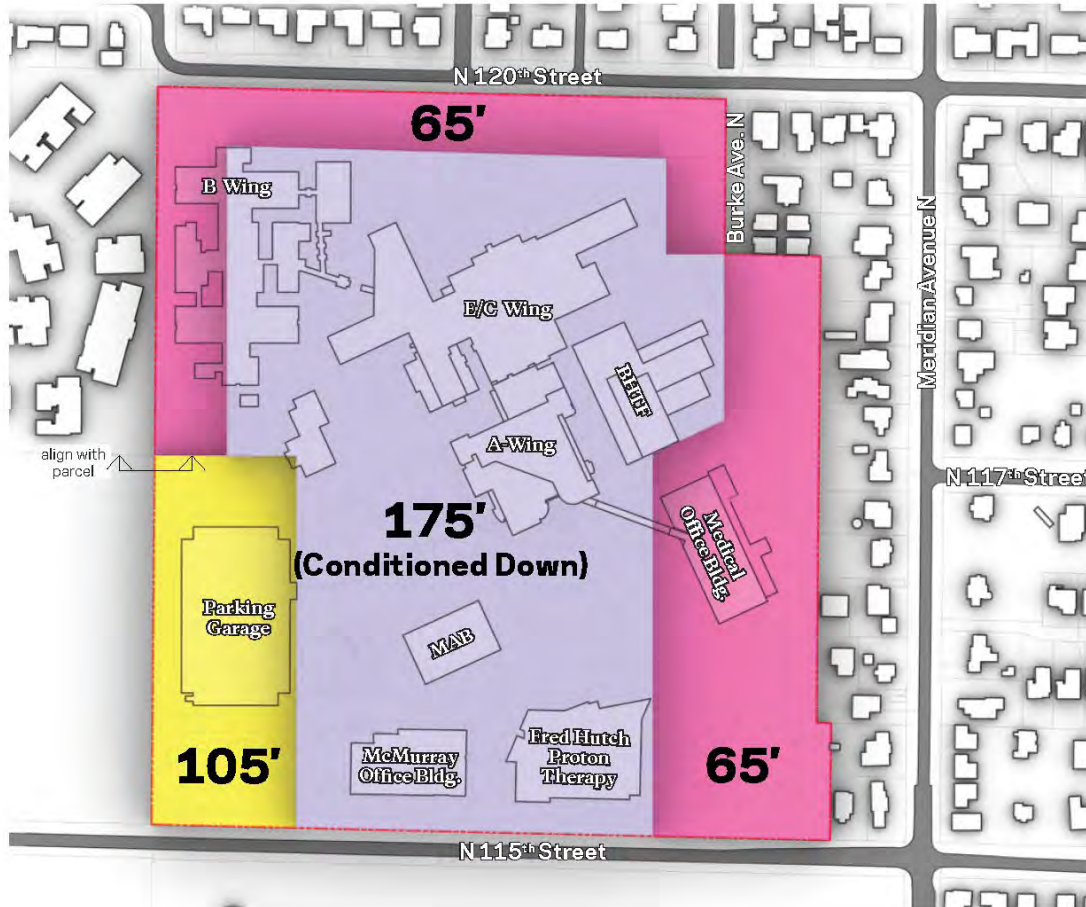 N 120th Street
65'
B Wing
Burke Ave. N
Meridian Avenue N
E/C Wing
A-Wing
align with
parcel
N 117th Street
175'
(Conditioned Down)
Medical
Office Bldg.
Parking
Garage
MAB
McMurray
Office Bldg.
Fred Hutch
Proton
Therapy
105'
65'
N 115th Street